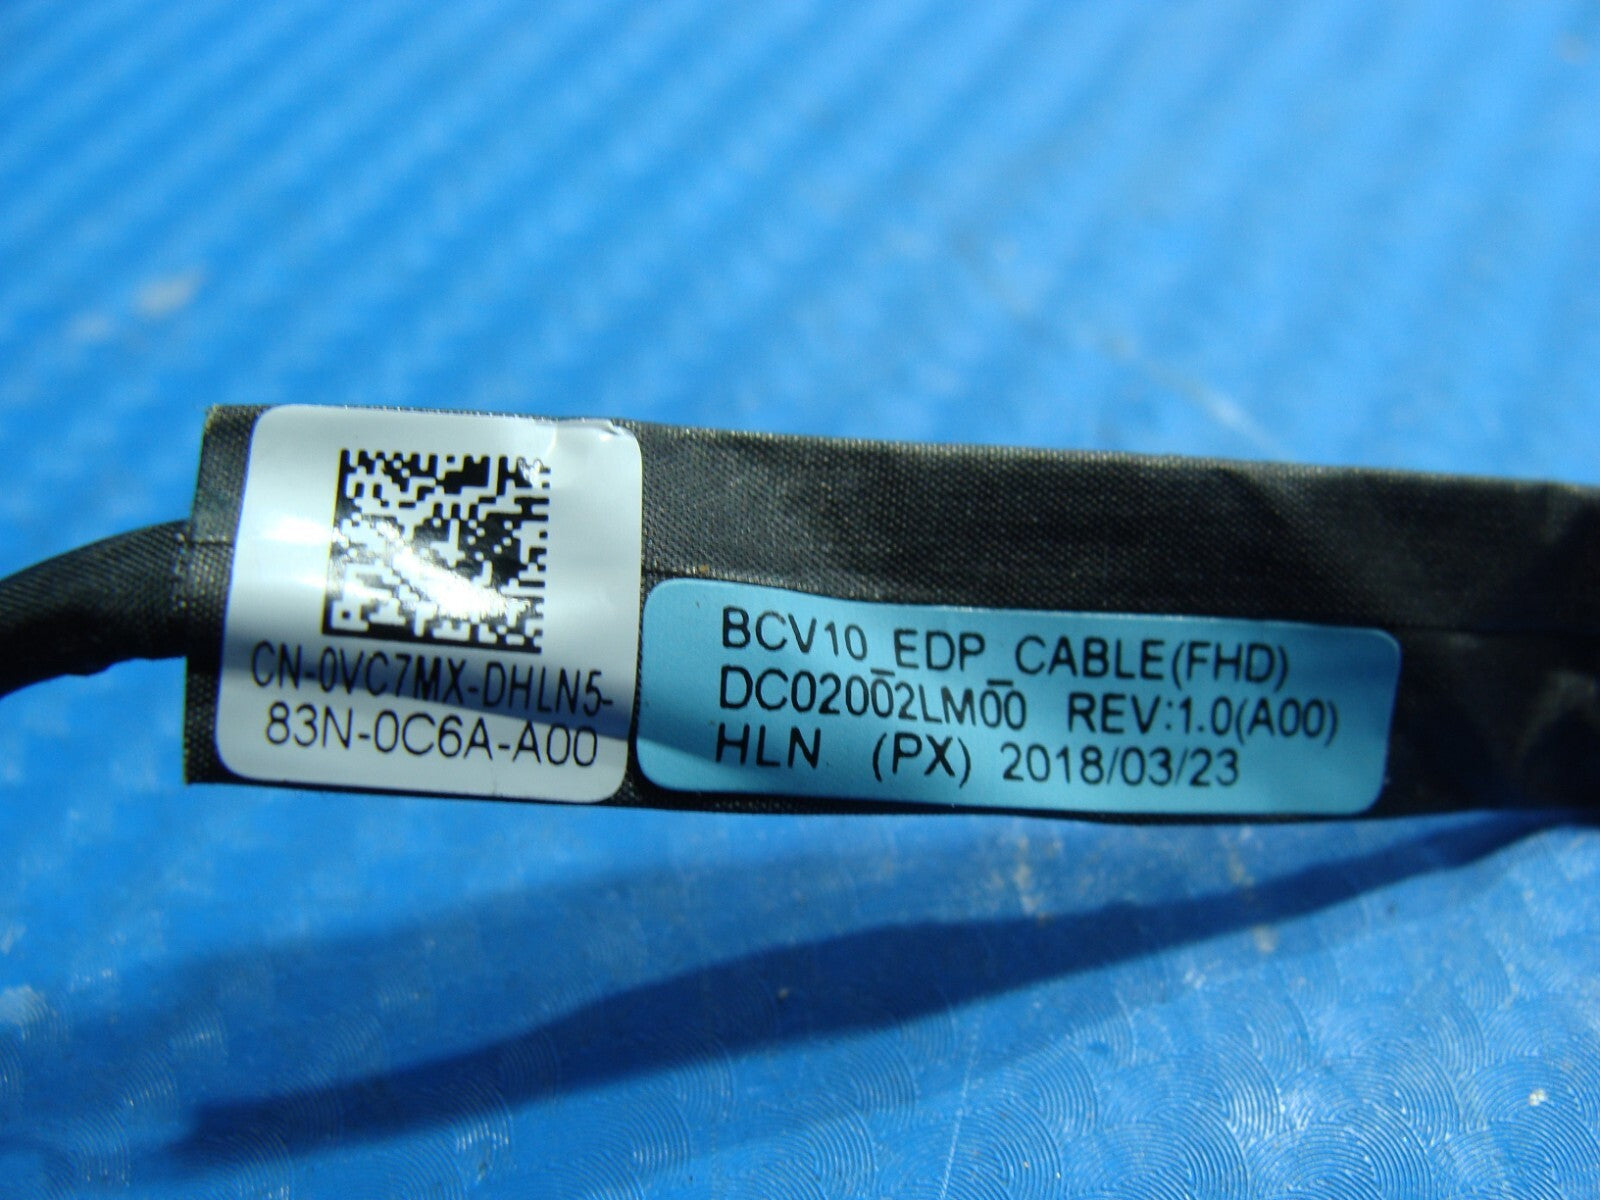 CN-0VC7MX-DHLN5-
83N-0C6A-A00
BCV10_EDP_CABLE(FHD)
DC02002LM00 REV:1.0(A00)
HLN (PX) 2018/03/23